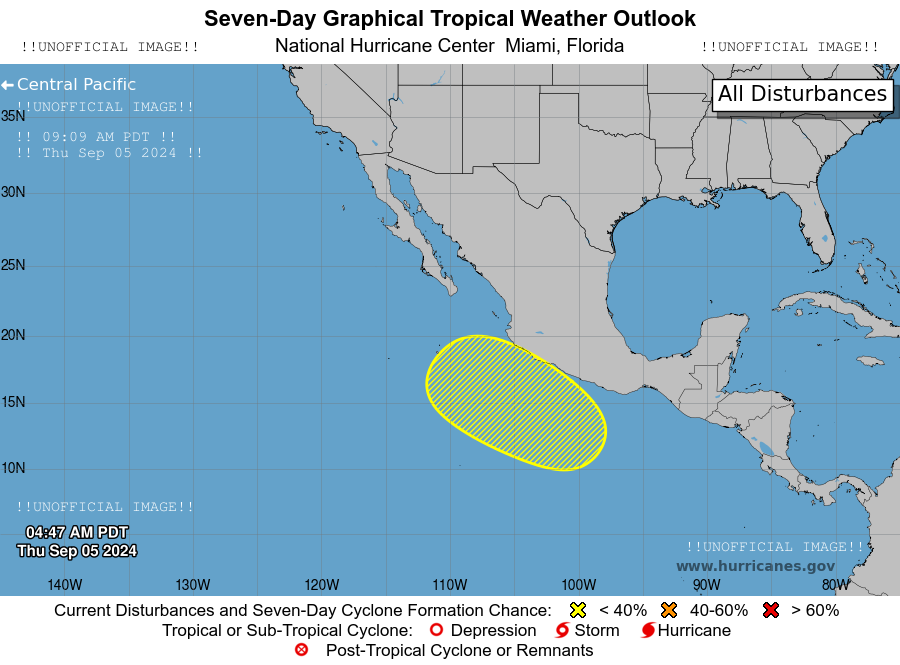 Seven-Day Graphical Tropical Weather Outlook
!!UNOFFICIAL IMAGE!! National Hurricane Center Miami, Florida !!UNOFFICIAL IMAGE!!
Central Pacific
All Disturbances
!!UNOFFICIAL IMAGE!!
35N
!! 09:09 AM PDT !!
!! Thu Sep 05 2024 !!
30N
25N
20N
15N
10N
!!UNOFFICIAL IMAGE!!
04:47 AM PDT
Thu Sep 05 2024
!!UNOFFICIAL IMAGE!!
www.hurricanes.gov
140W 130W 120W 110W 100W 90W 80W
Current Disturbances and Seven-Day Cyclone Formation Chance: < 40% 40-60% > 60%
Tropical or Sub-Tropical Cyclone: Depression Storm Hurricane
Post-Tropical Cyclone or Remnants